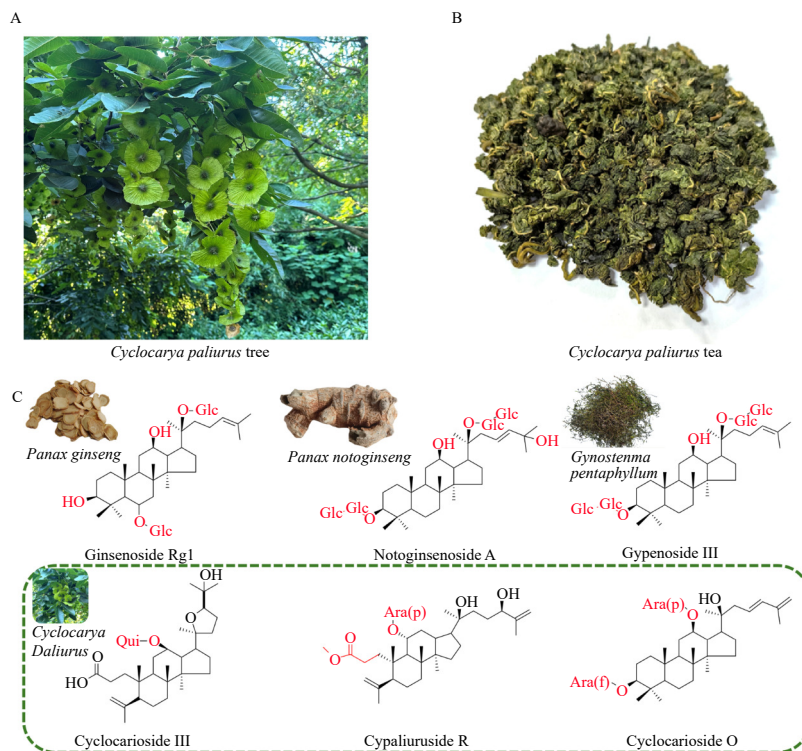 A
B
Cyclocarya paliurus tree
Cyclocarya paliurus tea
C
Panax ginseng
OH
O-Glc
HO
O
Glc
Ginsenoside Rg1
Panax notoginseng
OH
O-Glc Glc
OH
Glc Glc O
Notoginsenoside A
Gynostenma
pentaphyllum
OH
O-Glc Glc
Glc Glc O
Gypenoside III
Cyclocarya
Daliurus
OH
O
Qui-O
O
HO
Cyclocarioside III
Ara(p)
O
OH
OH
O
O
Cypaliuruside R
Ara(p)
O
HO
Ara(f)
O
Cyclocarioside O